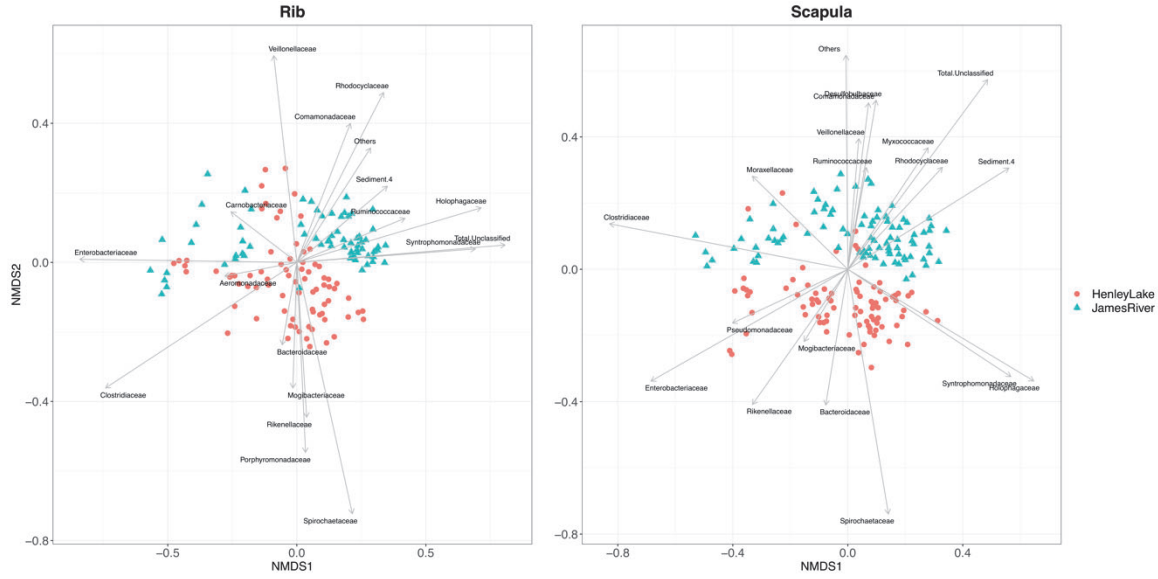 Rib
Veillonellaceae
Rhodocyclaceae
Comamonadaceae
0.4
Others
Sediment.4
Carnobacteriaceae
Ruminococcaceae
Holophagaceae
Enterobacteriaceae
0.0
Total.Unclassified
Syntrophomonadaceae
Aeromonadaceae
NMDS2
Bacteroidaceae
Clostridiaceae
−0.4
Mogibacteriaceae
Rikenellaceae
Porphyromonadaceae
Spirochaetaceae
−0.8
−0.5
0.0
0.5
NMDS1
Scapula
Others
Total.Unclassified
Desulfobulbaceae
Comamonadaceae
0.4
Veillonellaceae
Myxococcaceae
Ruminococcaceae
Rhodocyclaceae
Sediment.4
Moraxellaceae
Clostridiaceae
0.0
Pseudomonadaceae
Mogibacteriaceae
Enterobacteriaceae
Syntrophomonadaceae
Holophagaceae
−0.4
Rikenellaceae
Bacteroidaceae
Spirochaetaceae
−0.8
−0.8
−0.4
0.0
0.4
NMDS1
HenleyLake
JamesRiver